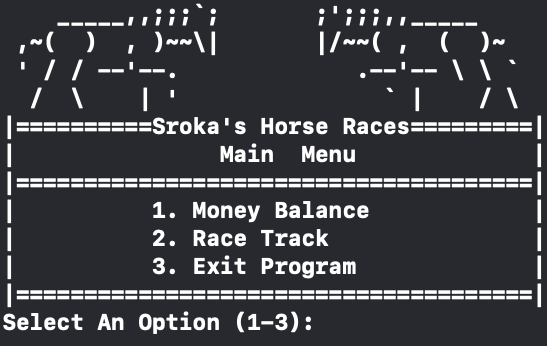 Sroka's Horse Races
Main  Menu
1. Money Balance
2. Race Track
3. Exit Program
Select An Option (1-3):